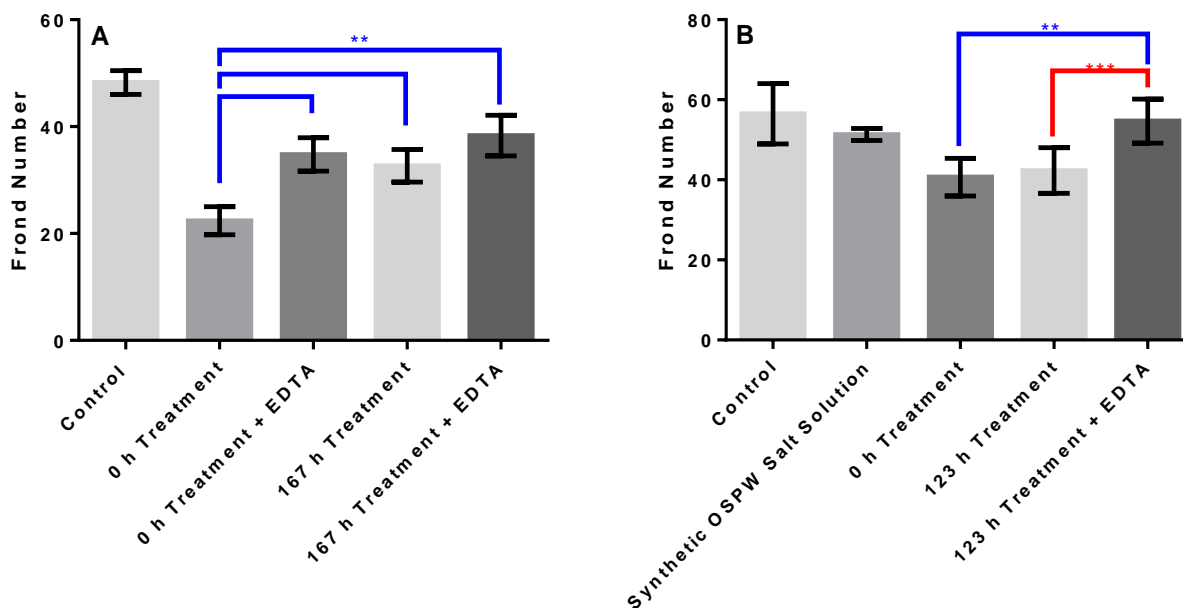 A
Frond Number
60
40
20
0
**
Control
0 h Treatment
0 h Treatment + EDTA
167 h Treatment
167 h Treatment + EDTA
B
Frond Number
80
60
40
20
0
**
***
Control
Synthetic OSPW Salt Solution
0 h Treatment
123 h Treatment
123 h Treatment + EDTA